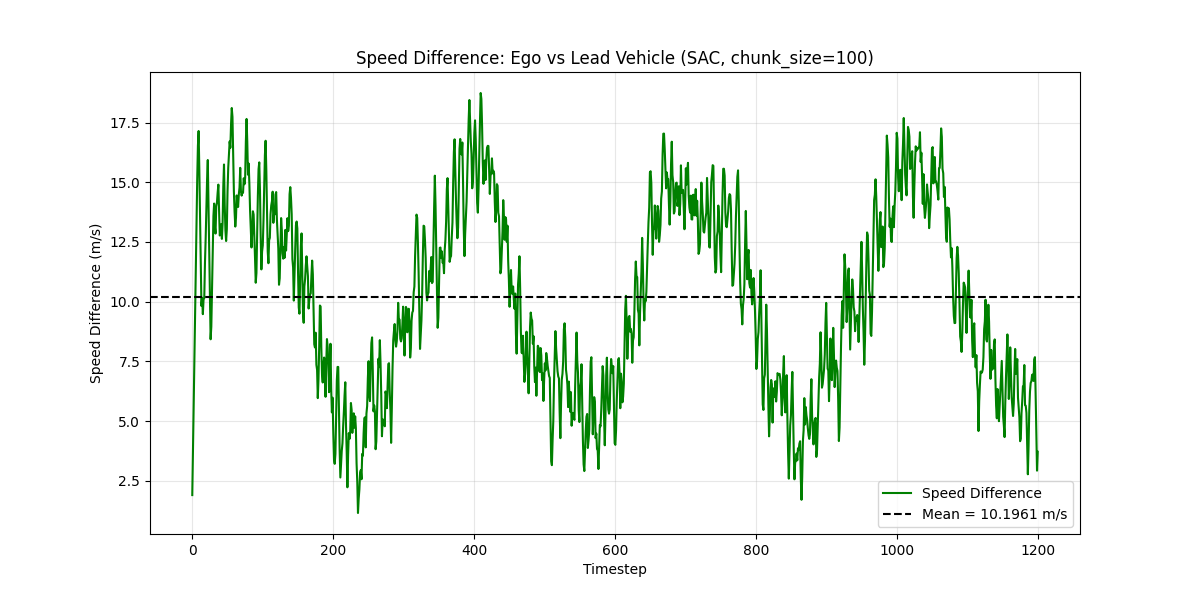 Speed Difference: Ego vs Lead Vehicle (SAC, chunk_size=100)
Speed Difference (m/s)
17.5
15.0
12.5
10.0
7.5
5.0
2.5
Speed Difference
Mean = 10.1961 m/s
0 200 400 600 800 1000 1200
Timestep